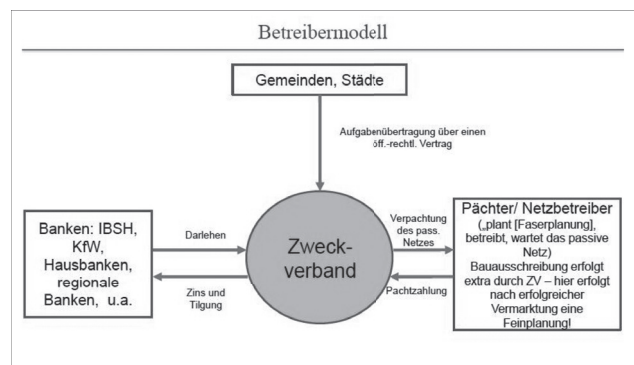 Betreibermodell
Gemeinden, Städte
Aufgabenübertragung über einen
öff.-rechtl. Vertrag
Banken: IBSH,
KfW,
Hausbanken,
regionale
Banken, u.a.
Darlehen
Zins und
Tilgung
Zweck-
verband
Verpachtung
des pass.
Netzes
Pachtzahlung
Pächter/ Netzbetreiber
(„plant [Faserplanung],
betreibt, wartet das passive
Netz)
Bauausschreibung erfolgt
extra durch ZV – hier erfolgt
nach erfolgreicher
Vermarktung eine
Feinplanung!